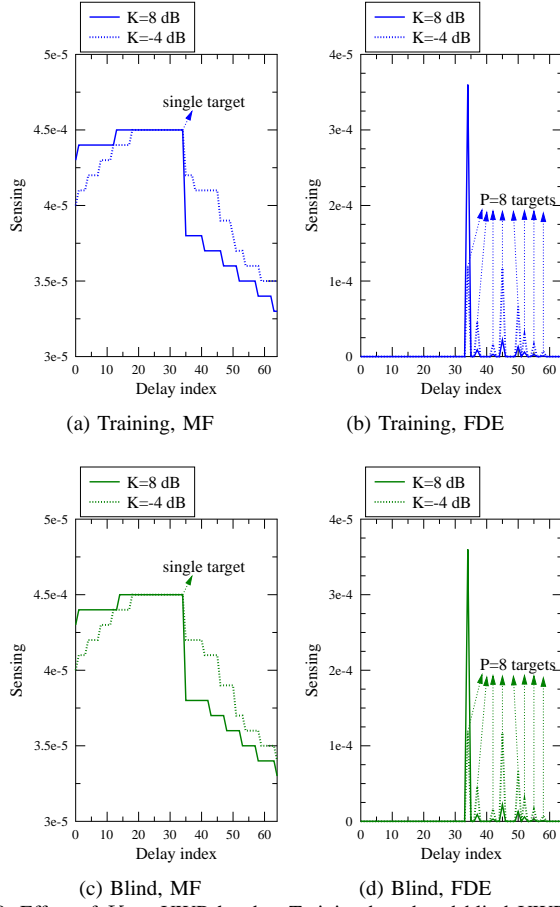 K=8 dB
K=-4 dB
K=8 dB
K=-4 dB
5e-5
4.5e-4
4e-5
3.5e-5
3e-5
Sensing
single target
0 10 20 30 40 50 60
Delay index
4e-5
3e-4
2e-4
1e-4
0
Sensing
P=8 targets
0 10 20 30 40 50 60
Delay index
(a) Training, MF
(b) Training, FDE
K=8 dB
K=-4 dB
K=8 dB
K=-4 dB
5e-5
4.5e-4
4e-5
3.5e-5
3e-5
Sensing
single target
0 10 20 30 40 50 60
Delay index
4e-5
3e-4
2e-4
1e-4
0
Sensing
P=8 targets
0 10 20 30 40 50 60
Delay index
(c) Blind, MF
(d) Blind, FDE